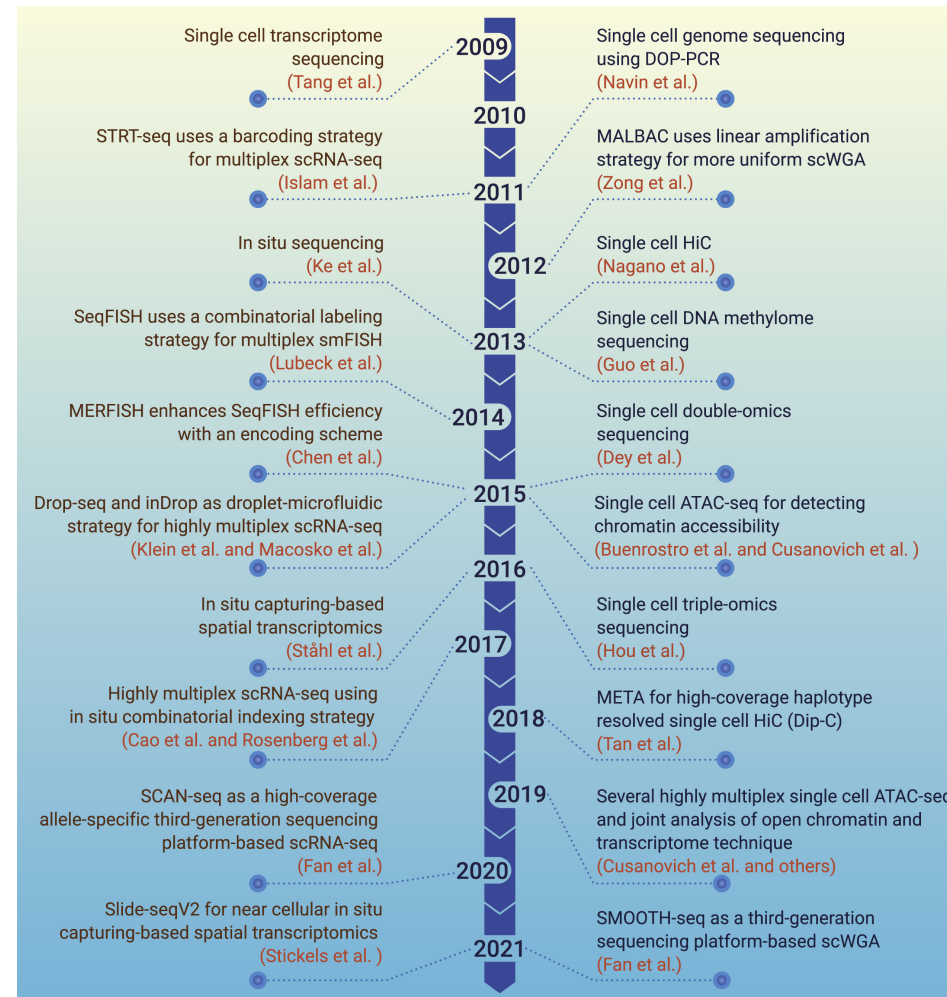 Single cell transcriptome
sequencing
(Tang et al.)
2009
Single cell genome sequencing
using DOP-PCR
(Navin et al.)
2010
STRT-seq uses a barcoding strategy
for multiplex scRNA-seq
(Islam et al.)
MALBAC uses linear amplification
strategy for more uniform scWGA
(Zong et al.)
2011
In situ sequencing
(Ke et al.)
2012
Single cell HiC
(Nagano et al.)
SeqFISH uses a combinatorial labeling
strategy for multiplex smFISH
(Lubeck et al.)
2013
Single cell DNA methylome
sequencing
(Guo et al.)
MERFISH enhances SeqFISH efficiency
with an encoding scheme
(Chen et al.)
2014
Single cell double-omics
sequencing
(Dey et al.)
Drop-seq and inDrop as droplet-microfluidic
strategy for highly multiplex scRNA-seq
(Klein et al. and Macosko et al.)
2015
Single cell ATAC-seq for detecting
chromatin accessibility
(Buenrostro et al. and Cusanovich et al. )
2016
In situ capturing-based
spatial transcriptomics
(Ståhl et al.)
2017
Single cell triple-omics
sequencing
(Hou et al.)
Highly multiplex scRNA-seq using
in situ combinatorial indexing strategy
(Cao et al. and Rosenberg et al.)
2018
META for high-coverage haplotype
resolved single cell HiC (Dip-C)
(Tan et al.)
SCAN-seq as a high-coverage
allele-specific third-generation sequencing
platform-based scRNA-seq
(Fan et al.)
2019
Several highly multiplex single cell ATAC-seq
and joint analysis of open chromatin and
transcriptome technique
(Cusanovich et al. and others)
2020
Slide-seqV2 for near cellular in situ
capturing-based spatial transcriptomics
(Stickels et al. )
2021
SMOOTH-seq as a third-generation
sequencing platform-based scWGA
(Fan et al.)